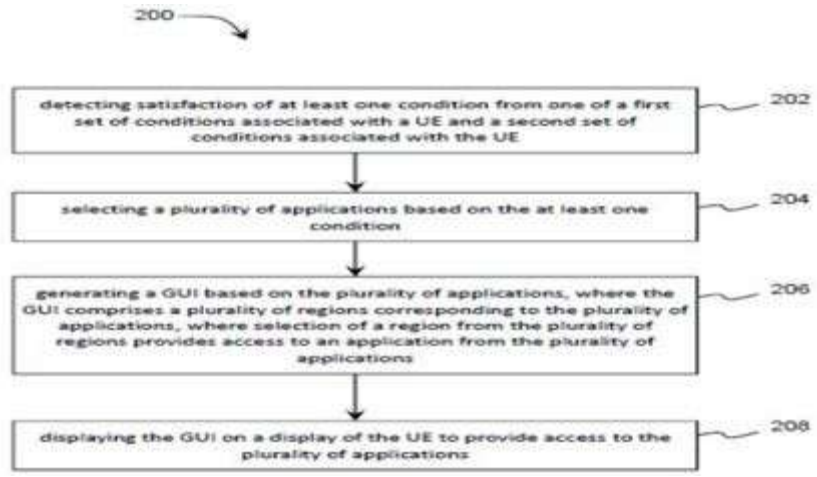 200
detecting satisfaction of at least one condition from one of a first
set of conditions associated with a UE and a second set of
conditions associated with the UE
202
selecting a plurality of applications based on the at least one
condition
204
generating a GUI based on the plurality of applications, where the
GUI comprises a plurality of regions corresponding to the plurality of
applications, where selection of a region from the plurality of
regions provides access to an application from the plurality of
applications
206
displaying the GUI on a display of the UE to provide access to the
plurality of applications
208